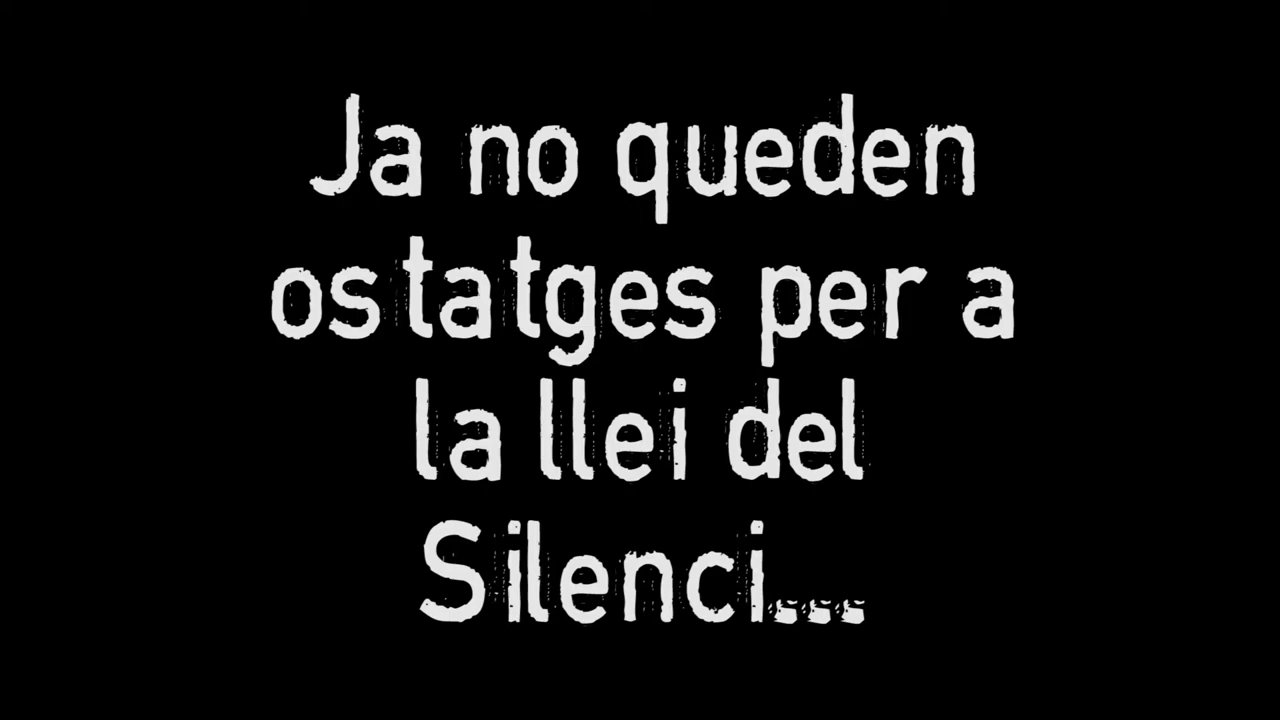 Ja no queden
ostatges per a
la llei del
Silenci...